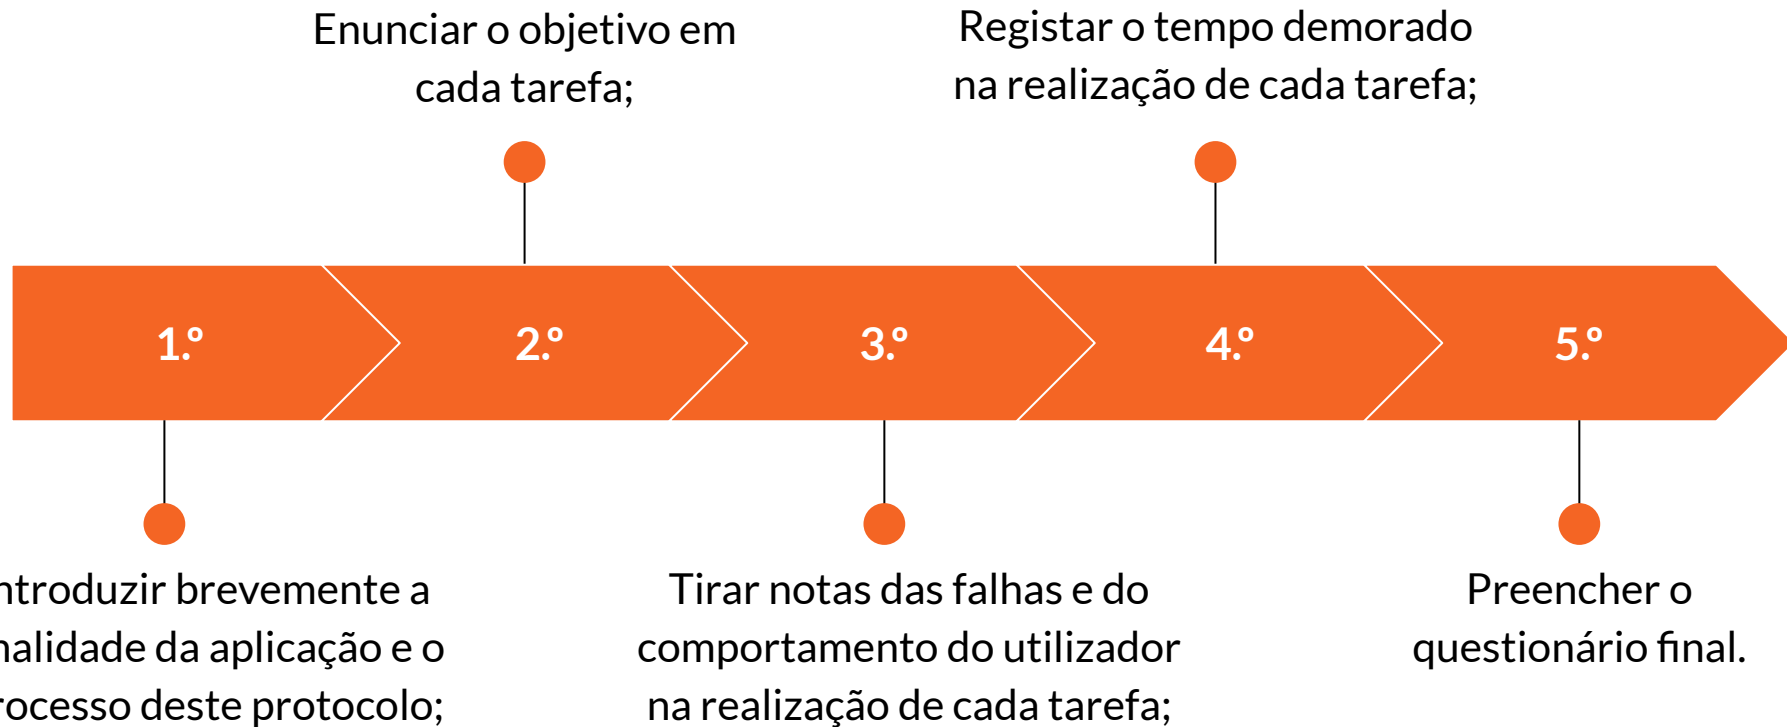 Enunciar o objetivo em
cada tarefa;
Registar o tempo demorado
na realização de cada tarefa;
1.º
2.º
3.º
4.º
5.º
ntroduzir brevemente a
nalidade da aplicação e o
rocesso deste protocolo;
Tirar notas das falhas e do
comportamento do utilizador
na realização de cada tarefa;
Preencher o
questionário final.